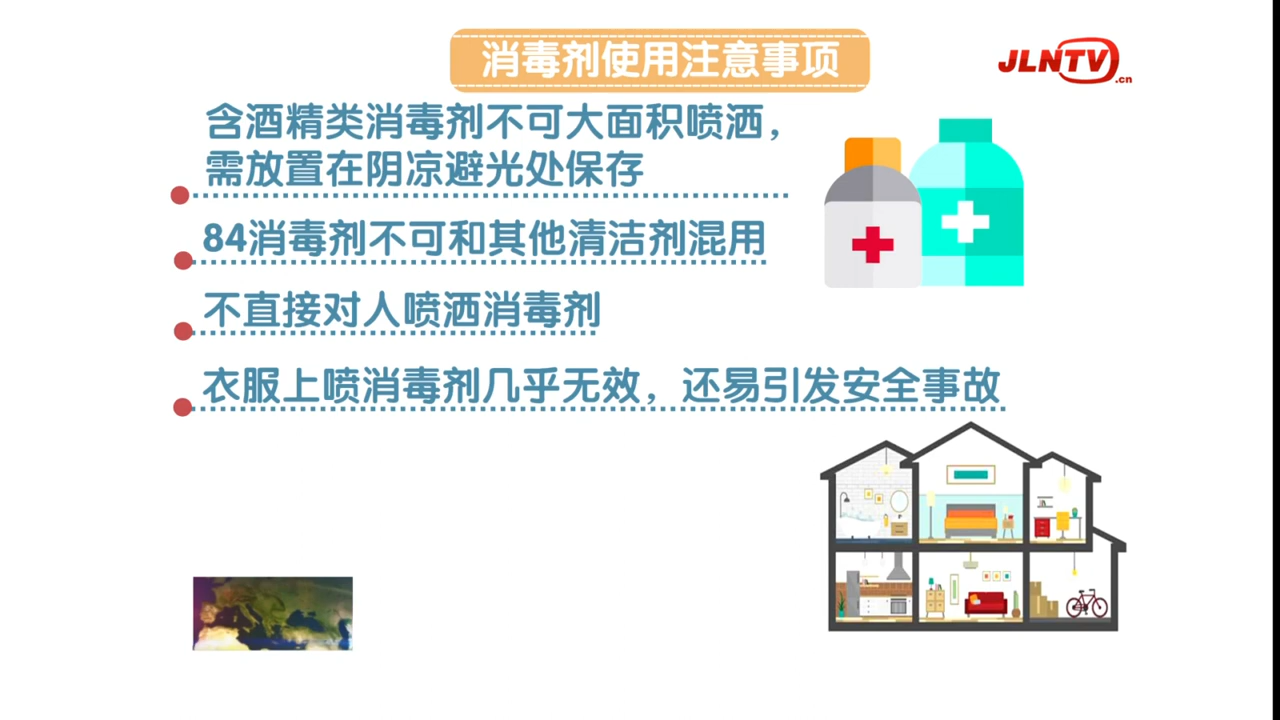 消毒剂使用注意事项
JLNTV.cn
含酒精类消毒剂不可大面积喷洒，
需放置在阴凉避光处保存
84消毒剂不可和其他清洁剂混用
不直接对人喷洒消毒剂
衣服上喷消毒剂几乎无效，还易引发安全事故